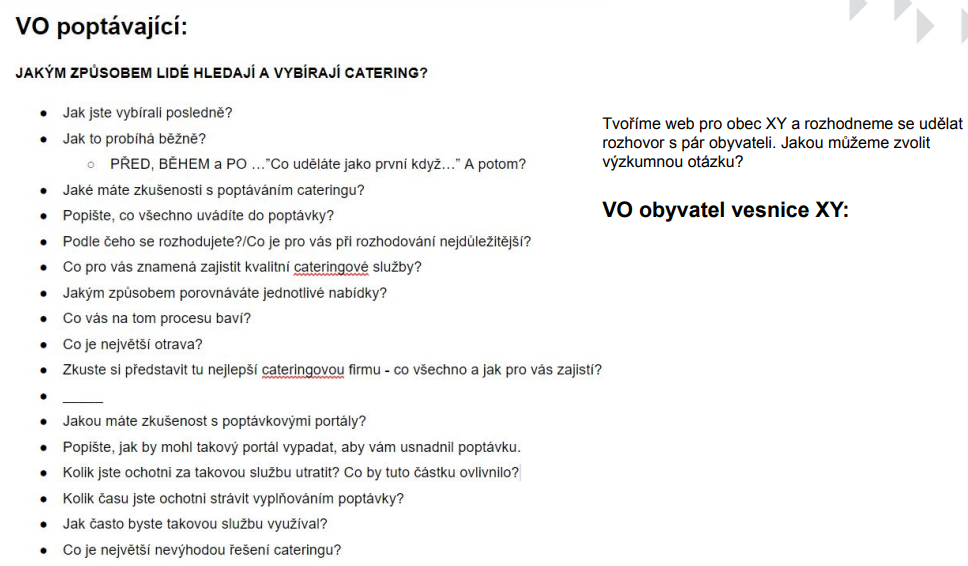 VO poptávající:
JAKÝM ZPŮSOBEM LIDÉ HLEDAJÍ A VYBÍRAJÍ CATERING?
● Jak jste vybírali posledně?
● Jak to probíhá běžně?
○ PŘED, BĚHEM a PO …”Co uděláte jako první když…” A potom?
● Jaké máte zkušenosti s poptáváním cateringu?
● Popište, co všechno uvádíte do poptávky?
● Podle čeho se rozhodujete?/Co je pro vás při rozhodování nejdůležitější?
● Co pro vás znamená zajistit kvalitní cateringové služby?
● Jakým způsobem porovnáváte jednotlivé nabídky?
● Co vás na tom procesu baví?
● Co je největší otrava?
● Zkuste si představit tu nejlepší cateringovou firmu - co všechno a jak pro vás zajistí?
● _____
● Jakou máte zkušenost s poptávkovými portály?
● Popište, jak by mohl takový portál vypadat, aby vám usnadnil poptávku.
● Kolik jste ochotni za takovou službu utratit? Co by tuto částku ovlivnilo?
● Kolik času jste ochotni strávit vyplňováním poptávky?
● Jak často byste takovou službu využíval?
● Co je největší nevýhodou řešení cateringu?
Tvoříme web pro obec XY a rozhodneme se udělat
rozhovor s pár obyvateli. Jakou můžeme zvolit
výzkumnou otázku?
VO obyvatel vesnice XY: